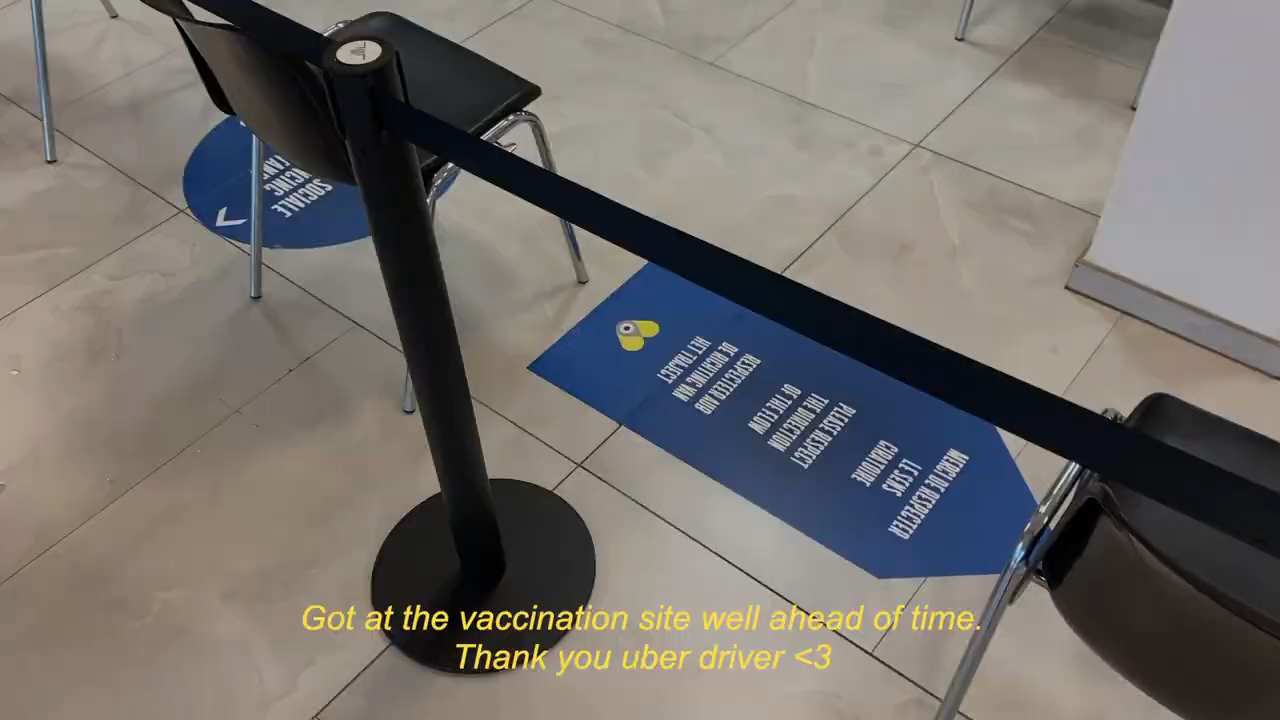 SOCIALE
MERCI DE RESPECTER
LE SENS
GIRATOIRE
PLEASE RESPECT
THE DIRECTION
OF THE FLOW
RESPECTEER AUB
DE RICHTING VAN
HET TRAJECT
Got at the vaccination site well ahead of time.
Thank you uber driver <3